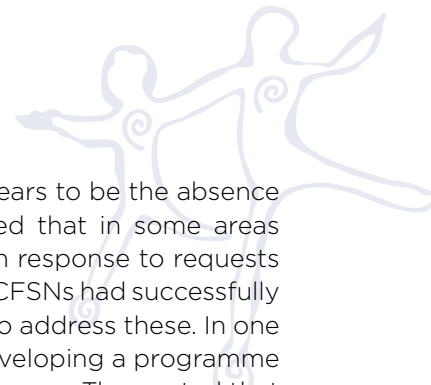 ears to be the absence
ed that in some areas
n response to requests
CFSNs had successfully
o address these. In one
veloping a programme